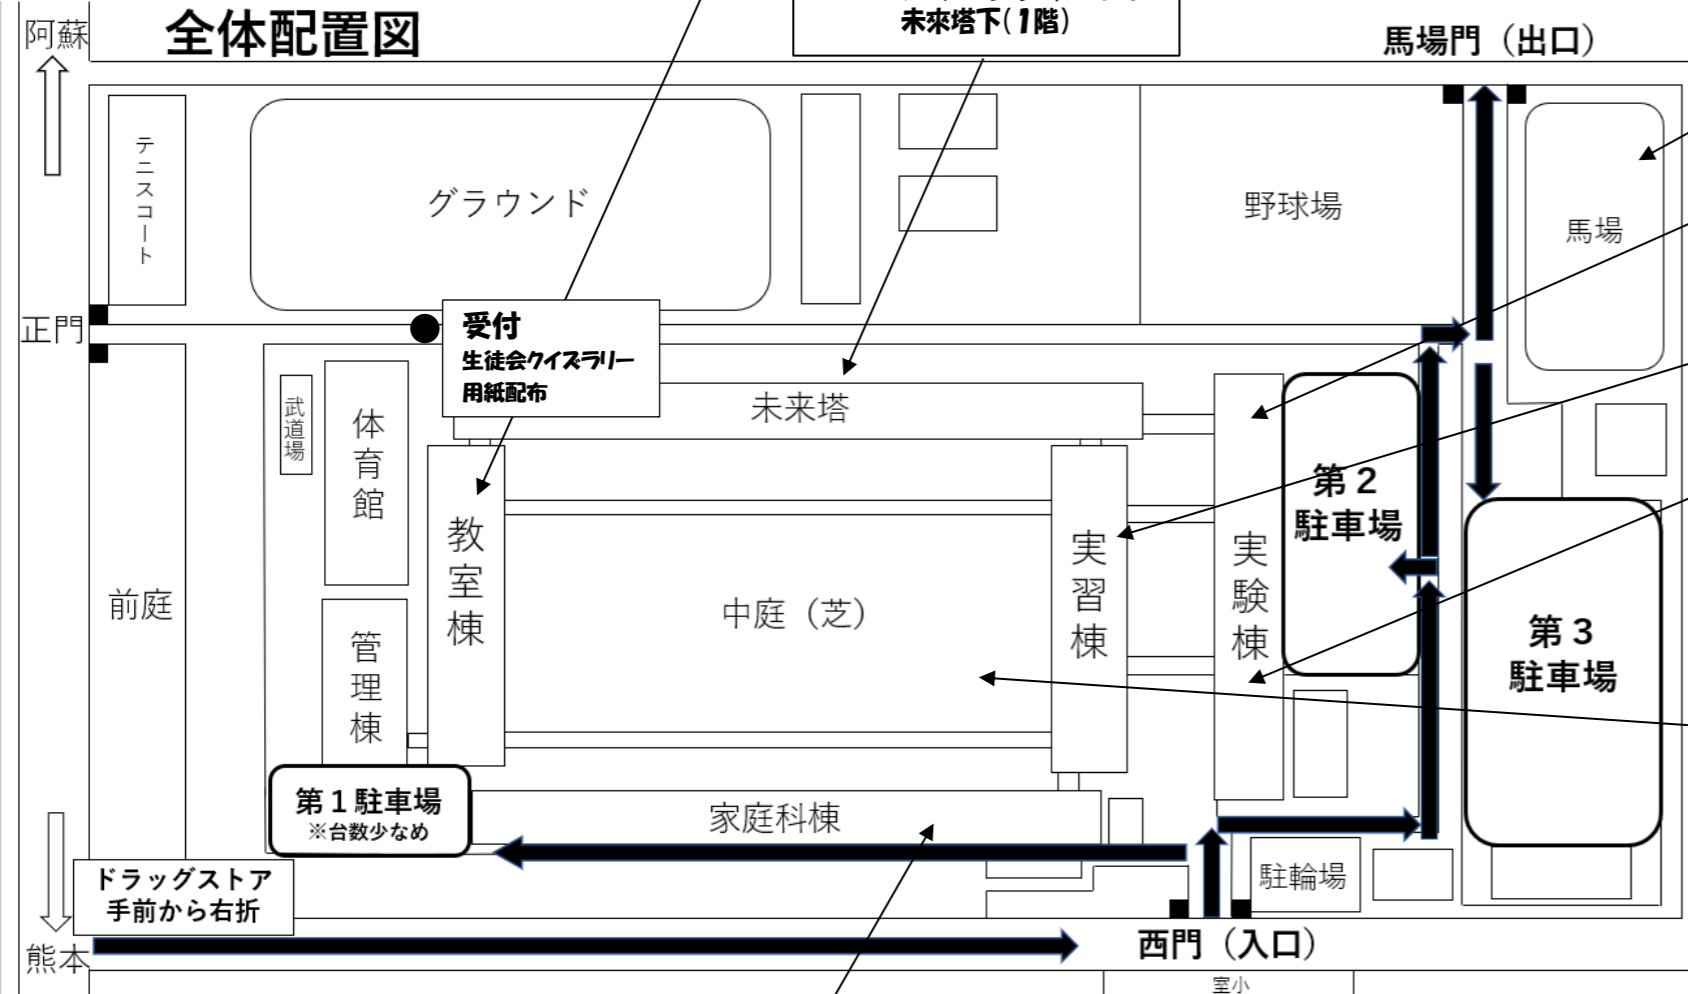 阿蘇
全体配置図
未来塔下(1階)
馬場門（出口）
テニスコート
グラウンド
野球場
馬場
正門
受付
生徒会クイズラリー
用紙配布
武道場
体育館
未来塔
教室棟
前庭
管理棟
中庭（芝）
実習棟
実験棟
第２
駐車場
第３
駐車場
第１駐車場
※台数少なめ
家庭科棟
ドラッグストア
手前から右折
駐輪場
熊本
西門（入口）
室小